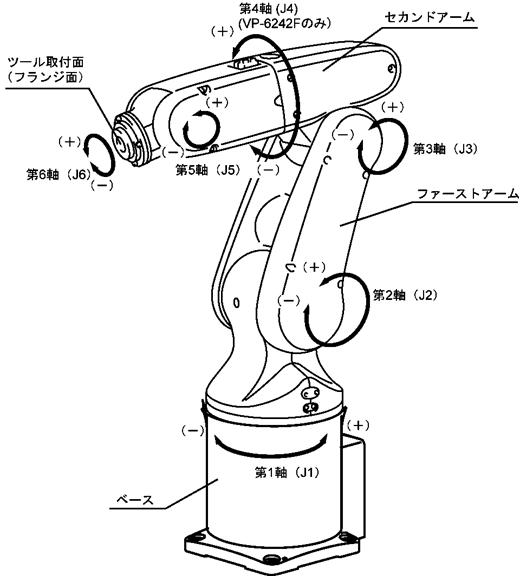 第4軸 (J4)
(VP-6242Fのみ)
(+)
セカンドアーム
ツール取付面
(フランジ面)
(+)
(+)
(+)
(−)
第3軸 (J3)
(−)
第6軸 (J6)
(−)
第5軸 (J5)
(−)
ファーストアーム
(+)
(−)
第2軸 (J2)
(−)
(+)
第1軸 (J1)
ベース